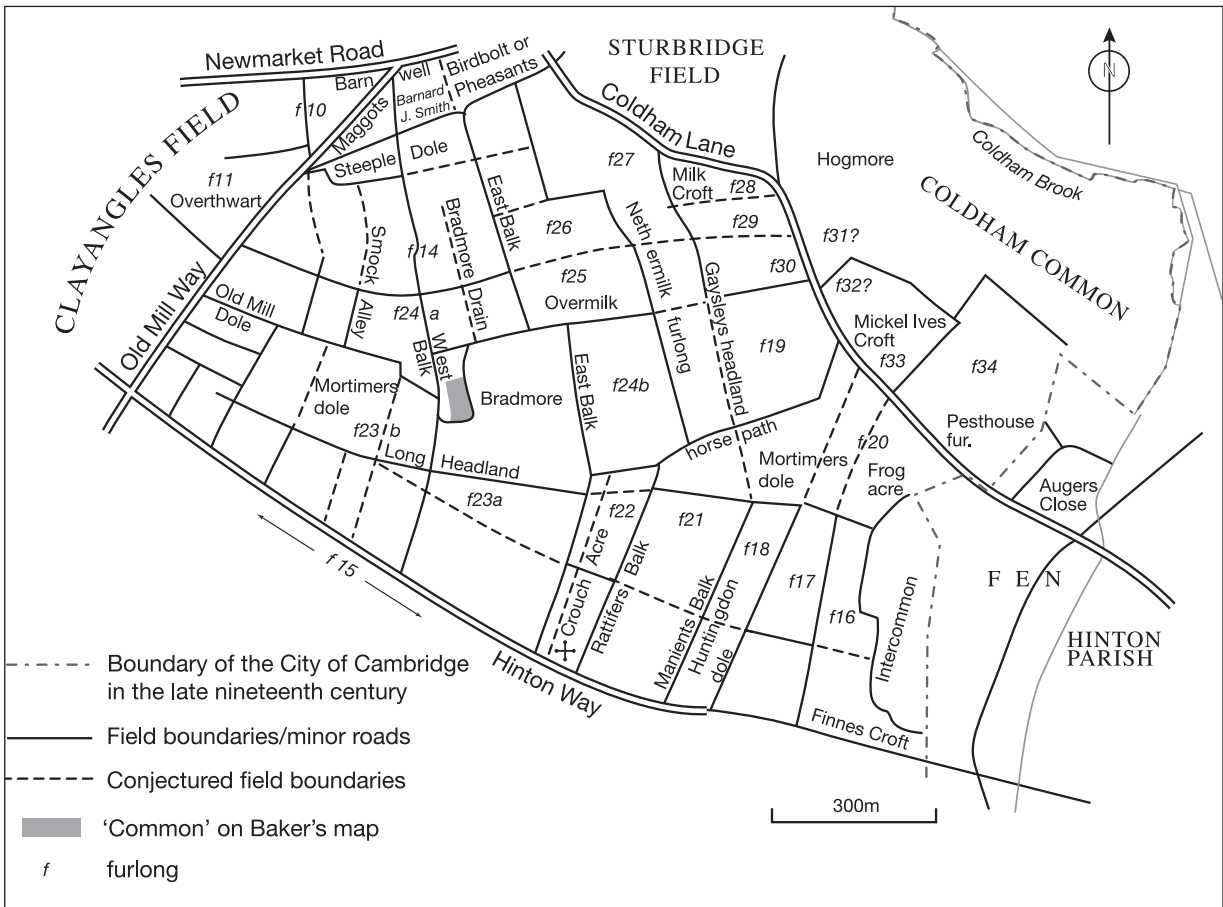 Newmarket Road
Barn
well
Birdbolt or
Pheasants
STURBRIDGE
FIELD
N
f 10
Maggots
Barnard
J. Smith
Coldham Lane
CLAYANGLES FIELD
f11
Overthwart
Steeple Dole
f27
Milk
Croft
f28
Hogmore
Coldham Brook
COLDHAM COMMON
Smock Alley
f14
Bradmore Drain
East Balk
f26
Nethermilk furlong
f29
f31?
Old Mill Way
f25
Overmilk
Gaysleys headland
f30
f32?
Old Mill
Dole
f24 a
West Balk
Mickel Ives
Croft
f33
f34
Mortimers
dole
Bradmore
East Balk
f24b
f19
f23 b
Long Headland
horse path
Mortimers
dole
f20
Frog
acre
Pesthouse
fur.
Augers
Close
f23a
f22
Crouch Acre
Rattifers Balk
f21
f18
f17
f16
Manients Balk
Huntingdon
dole
Intercommon
FEN
HINTON
PARISH
f 15
Hinton Way
Finnes Croft
300m
Boundary of the City of Cambridge
in the late nineteenth century
Field boundaries/minor roads
Conjectured field boundaries
‘Common’ on Baker’s map
f furlong